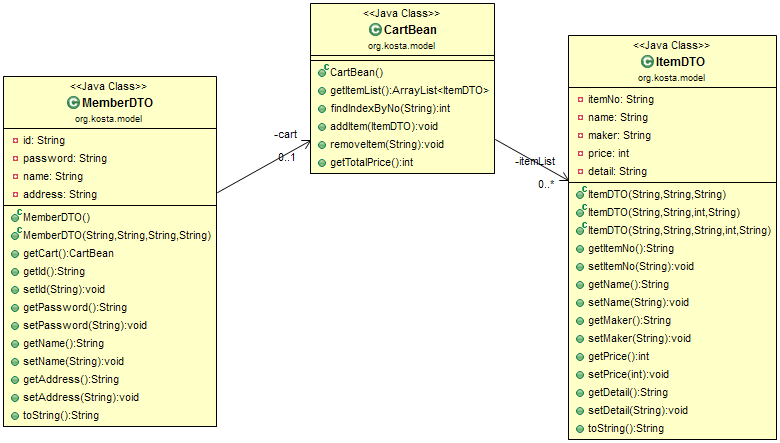 <<Java Class>>
MemberDTO
org.kosta.model
id: String
password: String
name: String
address: String
MemberDTO()
MemberDTO(String,String,String,String)
getCart():CartBean
getId():String
setId(String):void
getPassword():String
setPassword(String):void
getName():String
setName(String):void
getAddress():String
setAddress(String):void
toString():String
-cart
0..1
<<Java Class>>
CartBean
org.kosta.model
CartBean()
getItemList():ArrayList<ItemDTO>
findIndexByNo(String):int
addItem(ItemDTO):void
removeItem(String):void
getTotalPrice():int
-itemList
0..*
<<Java Class>>
ItemDTO
org.kosta.model
itemNo: String
name: String
maker: String
price: int
detail: String
ItemDTO(String,String,String)
ItemDTO(String,String,int,String)
ItemDTO(String,String,String,int,String)
getItemNo():String
setItemNo(String):void
getName():String
setName(String):void
getMaker():String
setMaker(String):void
getPrice():int
setPrice(int):void
getDetail():String
setDetail(String):void
toString():String